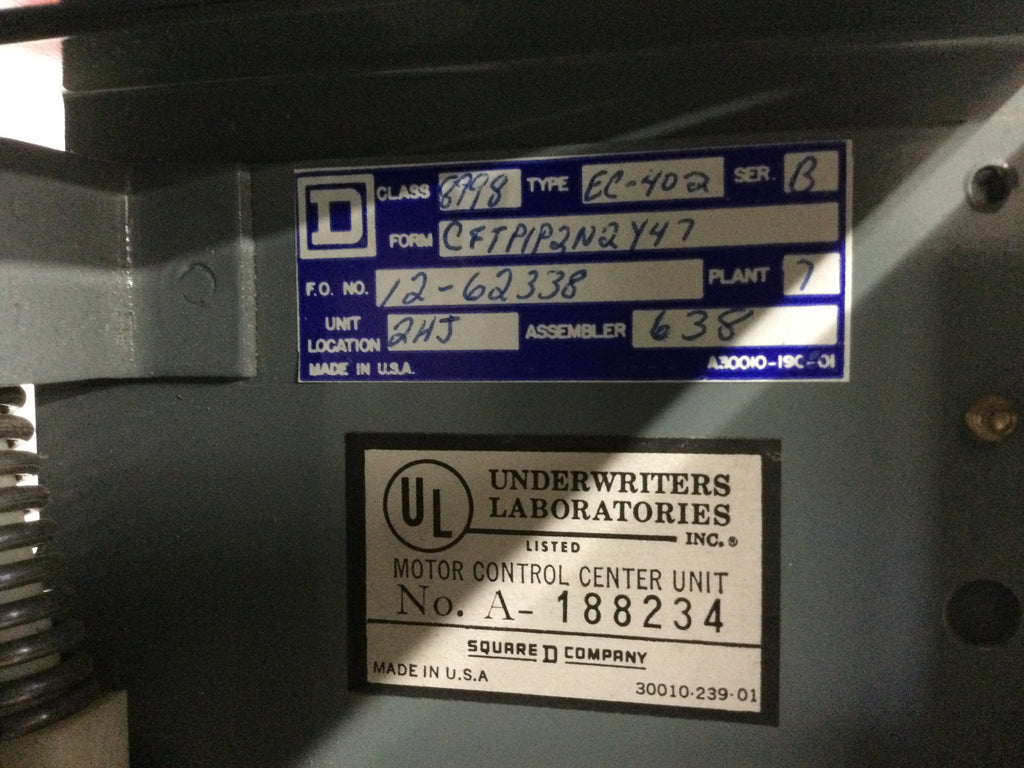 D CLASS 8998 TYPE EC-402 SER. B
FORM CFTP1P2N2Y47
F.O. NO. 12-62338 PLANT 7
UNIT LOCATION 2HJ ASSEMBLER 638
MADE IN U.S.A. A30010-19C-01
UL UNDERWRITERS
LABORATORIES
INC.®
LISTED
MOTOR CONTROL CENTER UNIT
No. A- 188234
SQUARE D COMPANY
MADE IN U.S.A
30010-239-01